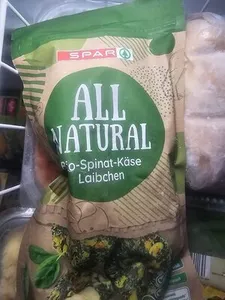 SPAR
ALL
NATURAL
Bio-Spinat-Käse
Laibchen